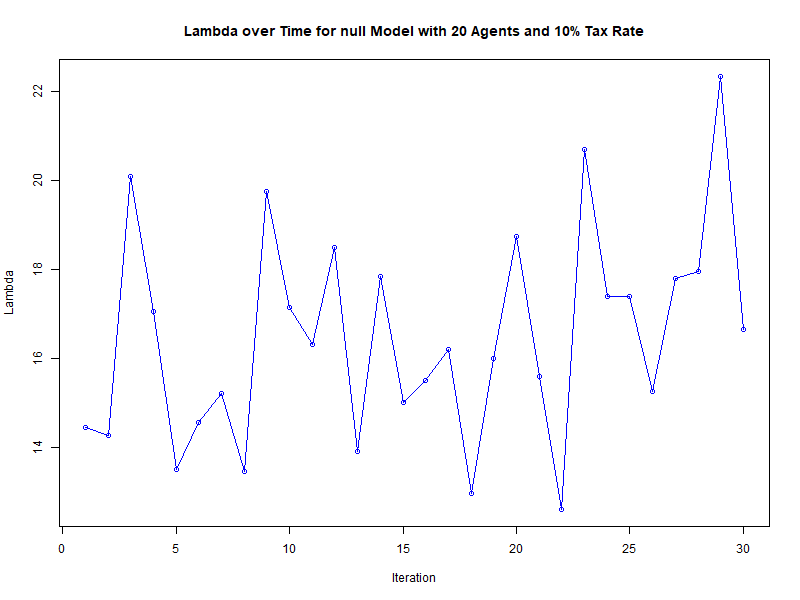 Lambda over Time for null Model with 20 Agents and 10% Tax Rate
22
20
18
16
14
Lambda
0 5 10 15 20 25 30
Iteration